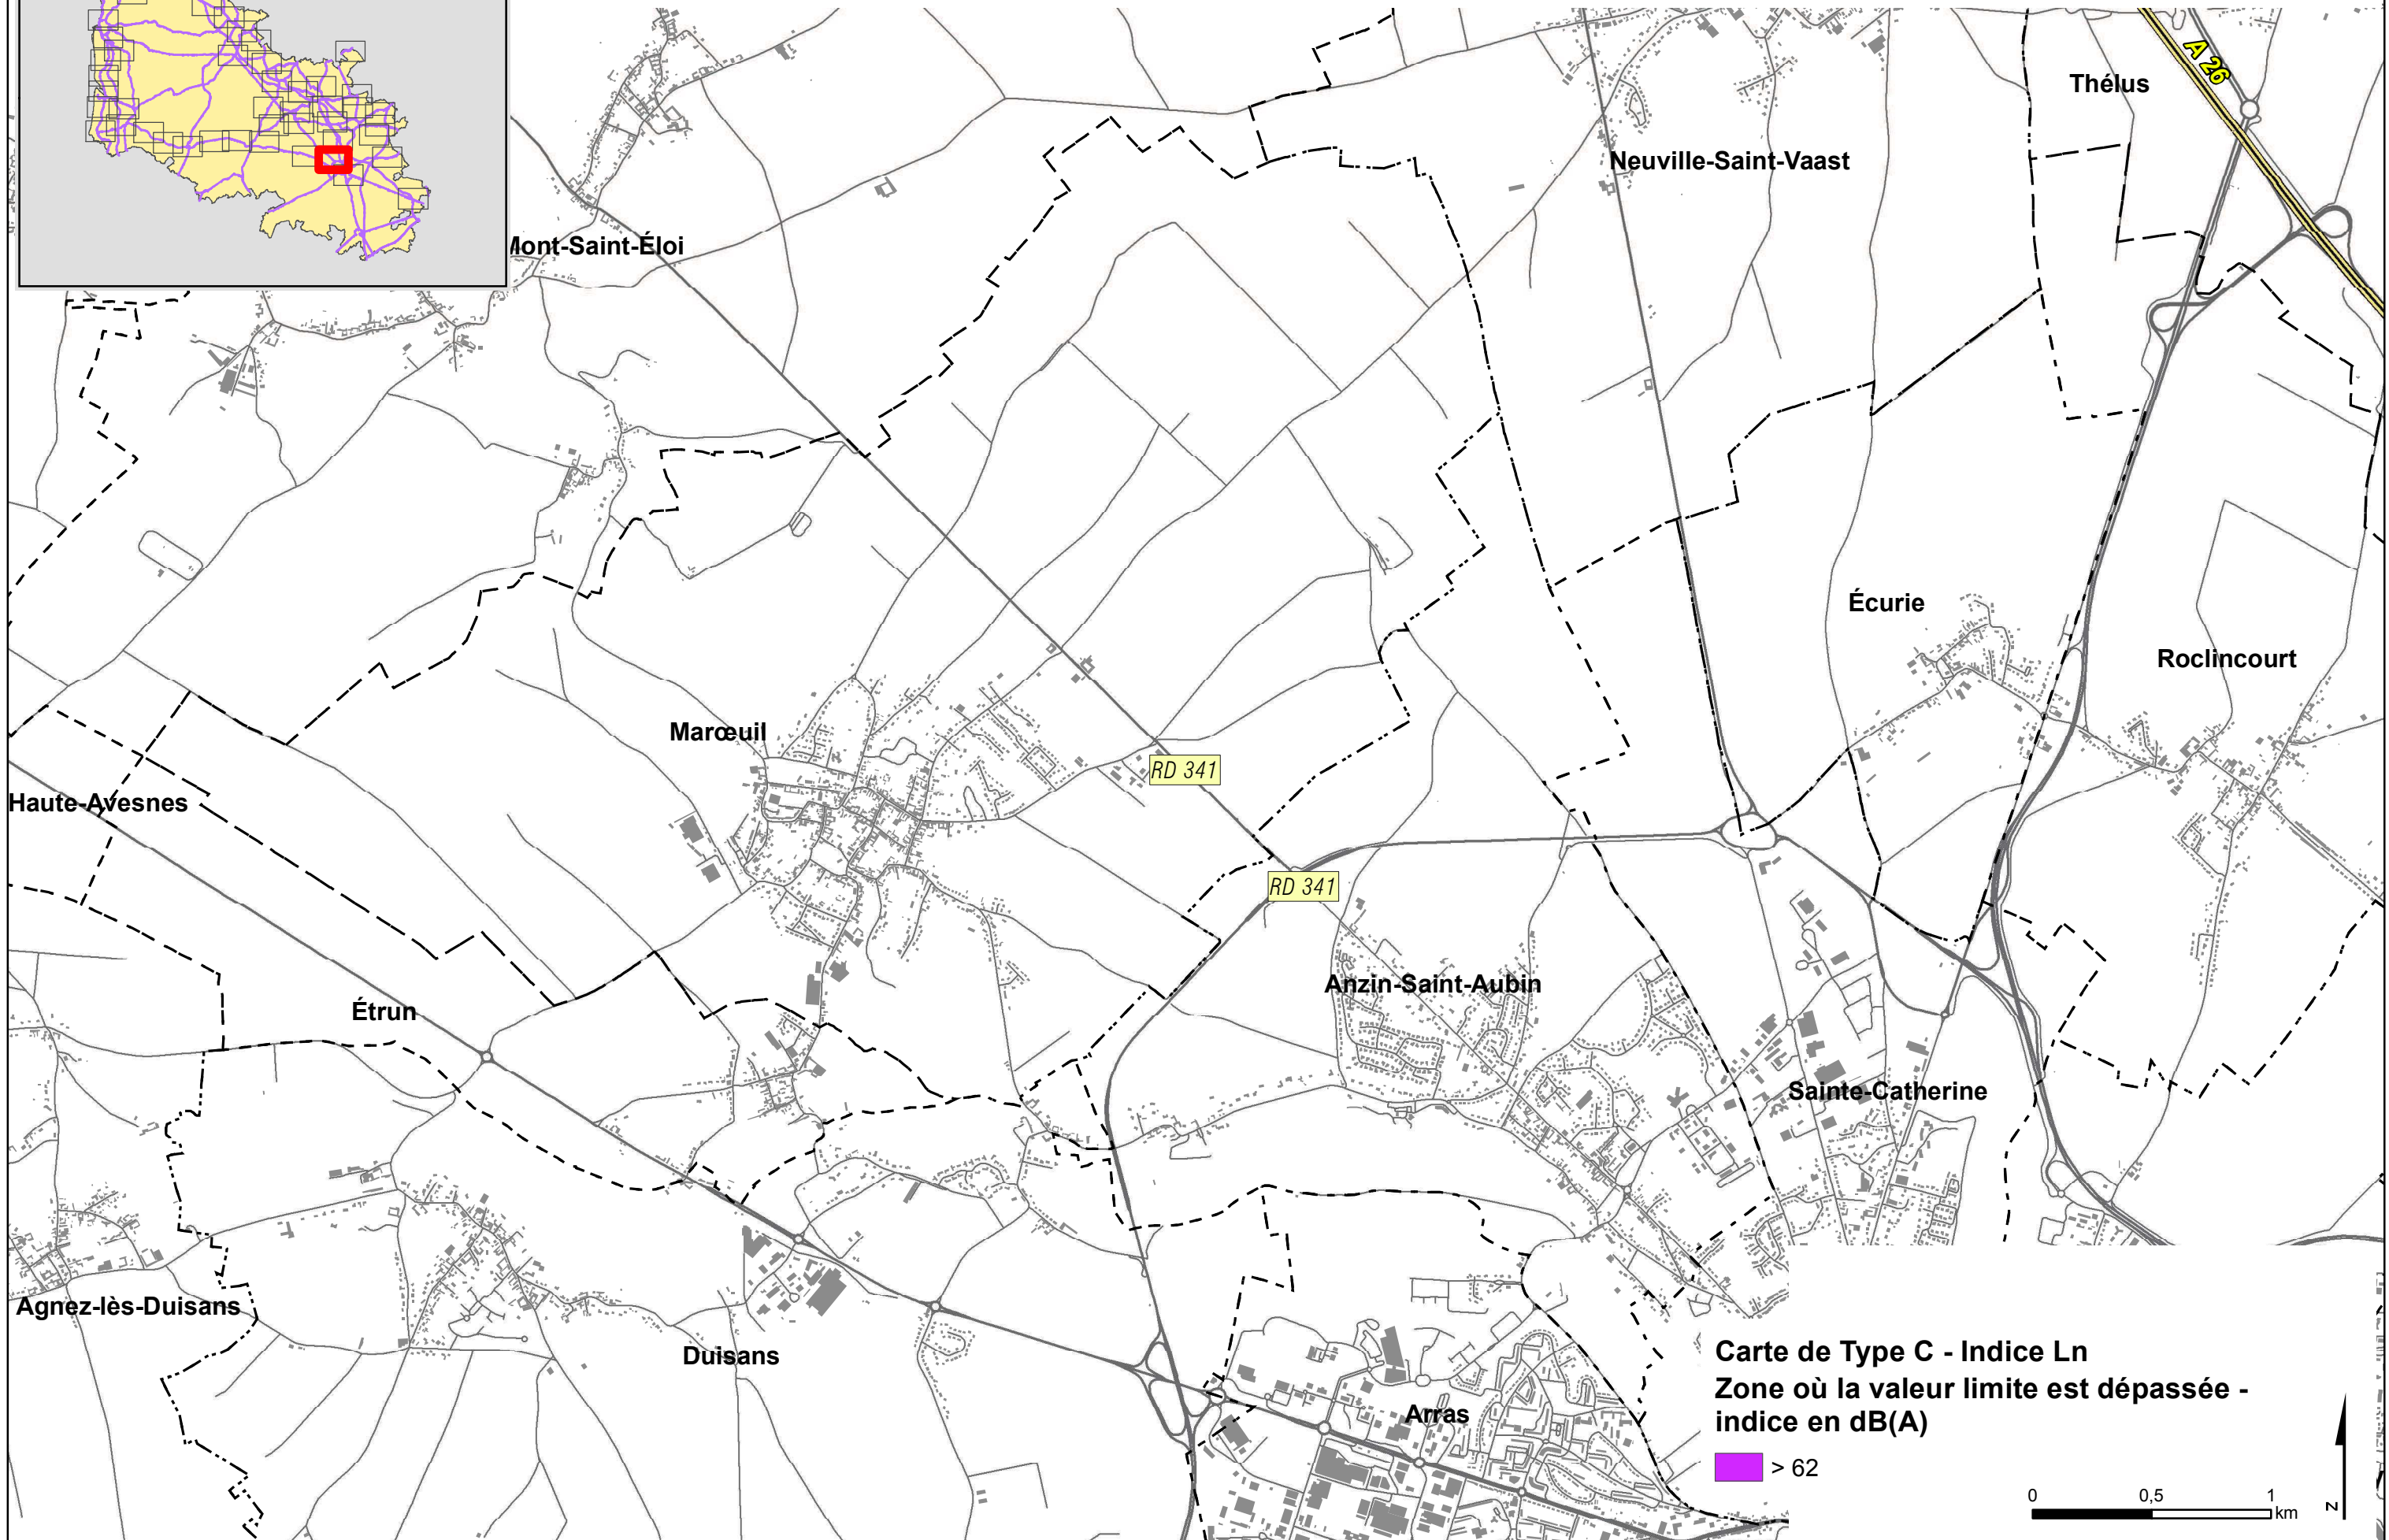 A 26
Thélus
Neuville-Saint-Vaast
Mont-Saint-Éloi
Écurie
Roclincourt
Marœuil
RD 341
Haute-Avesnes
RD 341
Anzin-Saint-Aubin
Étrun
Sainte-Catherine
Agnez-lès-Duisans
Duisans
Arras
Carte de Type C - Indice Ln
Zone où la valeur limite est dépassée -
indice en dB(A)
> 62
0 0,5 1
km
N